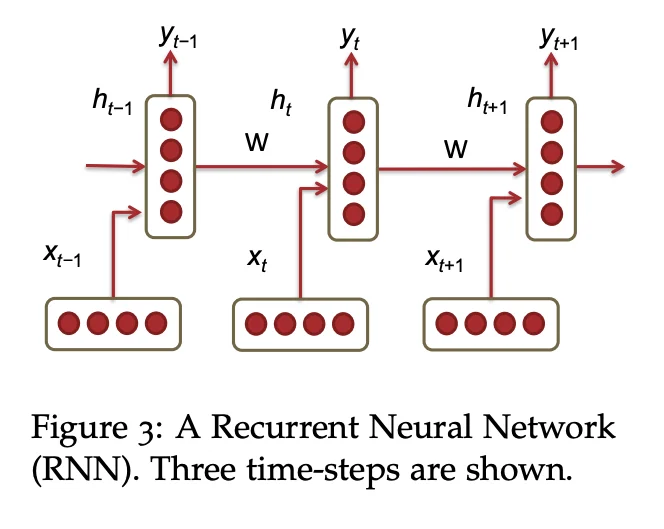 y_{t–1} y_t y_{t+1}
h_{t–1} h_t h_{t+1}
W W
x_{t–1} x_t x_{t+1}
Figure 3: A Recurrent Neural Network
(RNN). Three time-steps are shown.